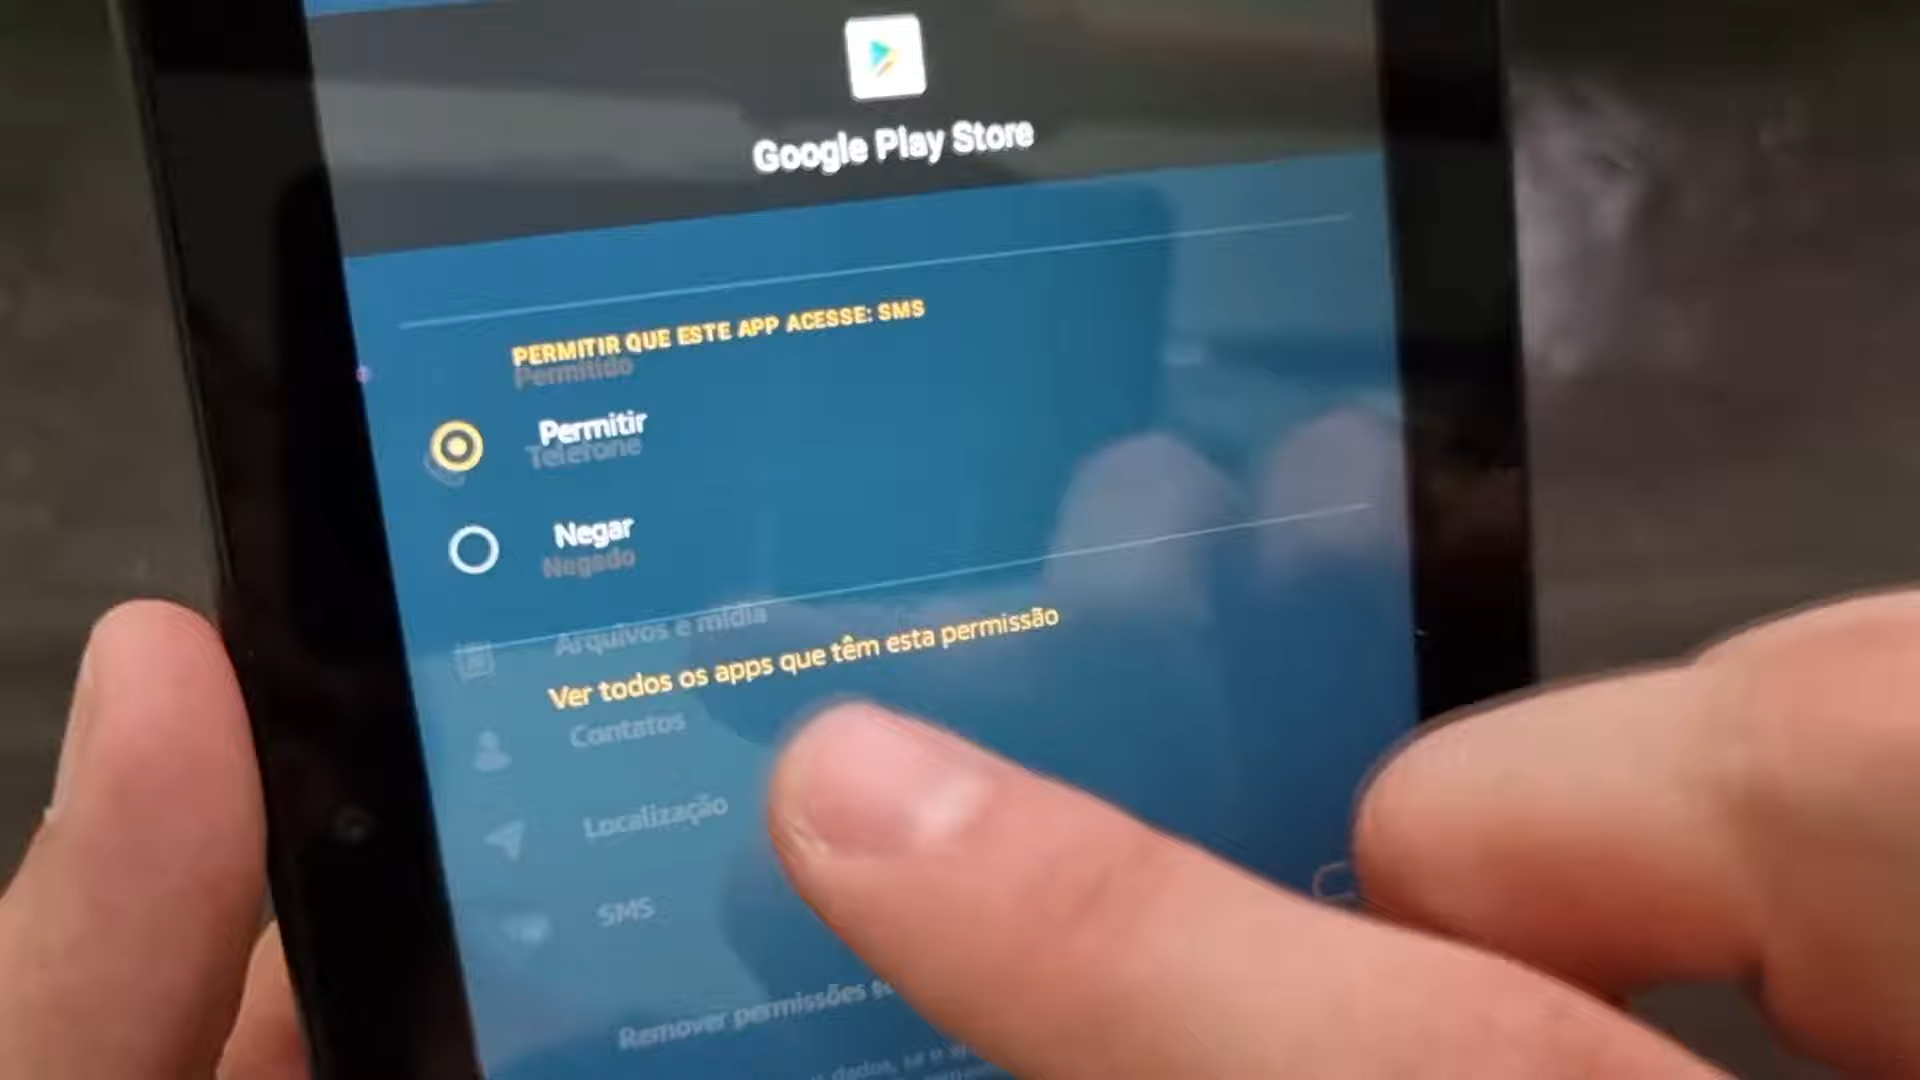 Google Play Store
PERMITIR QUE ESTE APP ACESSE: SMS
Permitido
Permitir
Telefone
Negar
Negado
Arquivos e mídia
Ver todos os apps que têm esta permissão
Contatos
Localização
SMS
Remover permissões
dados,